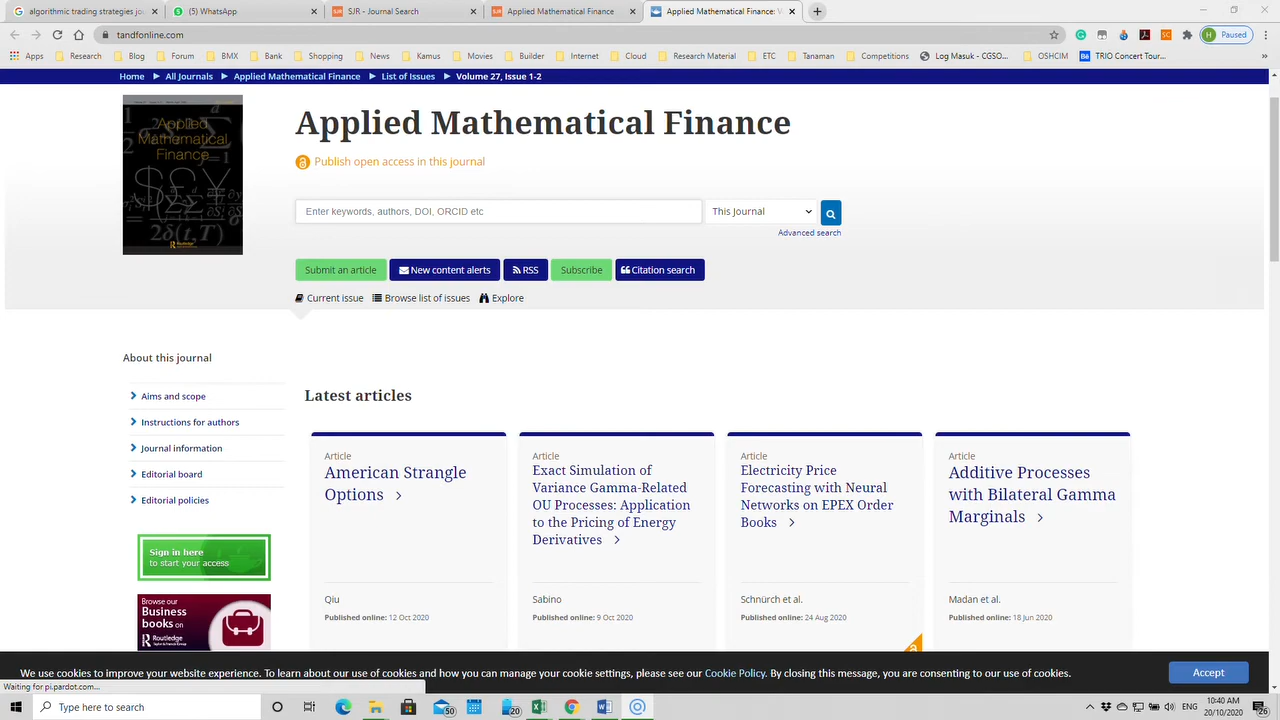 algorithmic trading strategies jo
(5) WhatsApp
SJR - Journal Search
Applied Mathematical Finance
Applied Mathematical Finance: V
tandfonline.com
H Paused
Apps Research Blog Forum BMX Bank Shopping News Kamus Movies Builder Internet Cloud Research Material ETC Tanaman Competitions Log Masuk - CGSO... OSHCIM TRIO Concert Tour...
Home All Journals Applied Mathematical Finance List of Issues Volume 27, Issue 1-2
Applied
Mathematical
Finance
Routledge
Applied Mathematical Finance
Publish open access in this journal
Enter keywords, authors, DOI, ORCID etc
This Journal
Advanced search
Submit an article New content alerts RSS Subscribe Citation search
Current issue Browse list of issues Explore
About this journal
Aims and scope
Instructions for authors
Journal information
Editorial board
Editorial policies
Sign in here
to start your access
Browse our
Business
books on
Routledge
Latest articles
Article
American Strangle
Options
Qiu
Published online: 12 Oct 2020
Article
Exact Simulation of
Variance Gamma-Related
OU Processes: Application
to the Pricing of Energy
Derivatives
Sabino
Published online: 9 Oct 2020
Article
Electricity Price
Forecasting with Neural
Networks on EPEX Order
Books
Schnürch et al.
Published online: 24 Aug 2020
Article
Additive Processes
with Bilateral Gamma
Marginals
Madan et al.
Published online: 18 Jun 2020
We use cookies to improve your website experience. To learn about our use of cookies and how you can manage your cookie settings, please see our Cookie Policy. By closing this message, you are consenting to our use of cookies.
Accept
Waiting for pi.pardot.com...
Type here to search
50
20
ENG
10:40 AM
20/10/2020
26